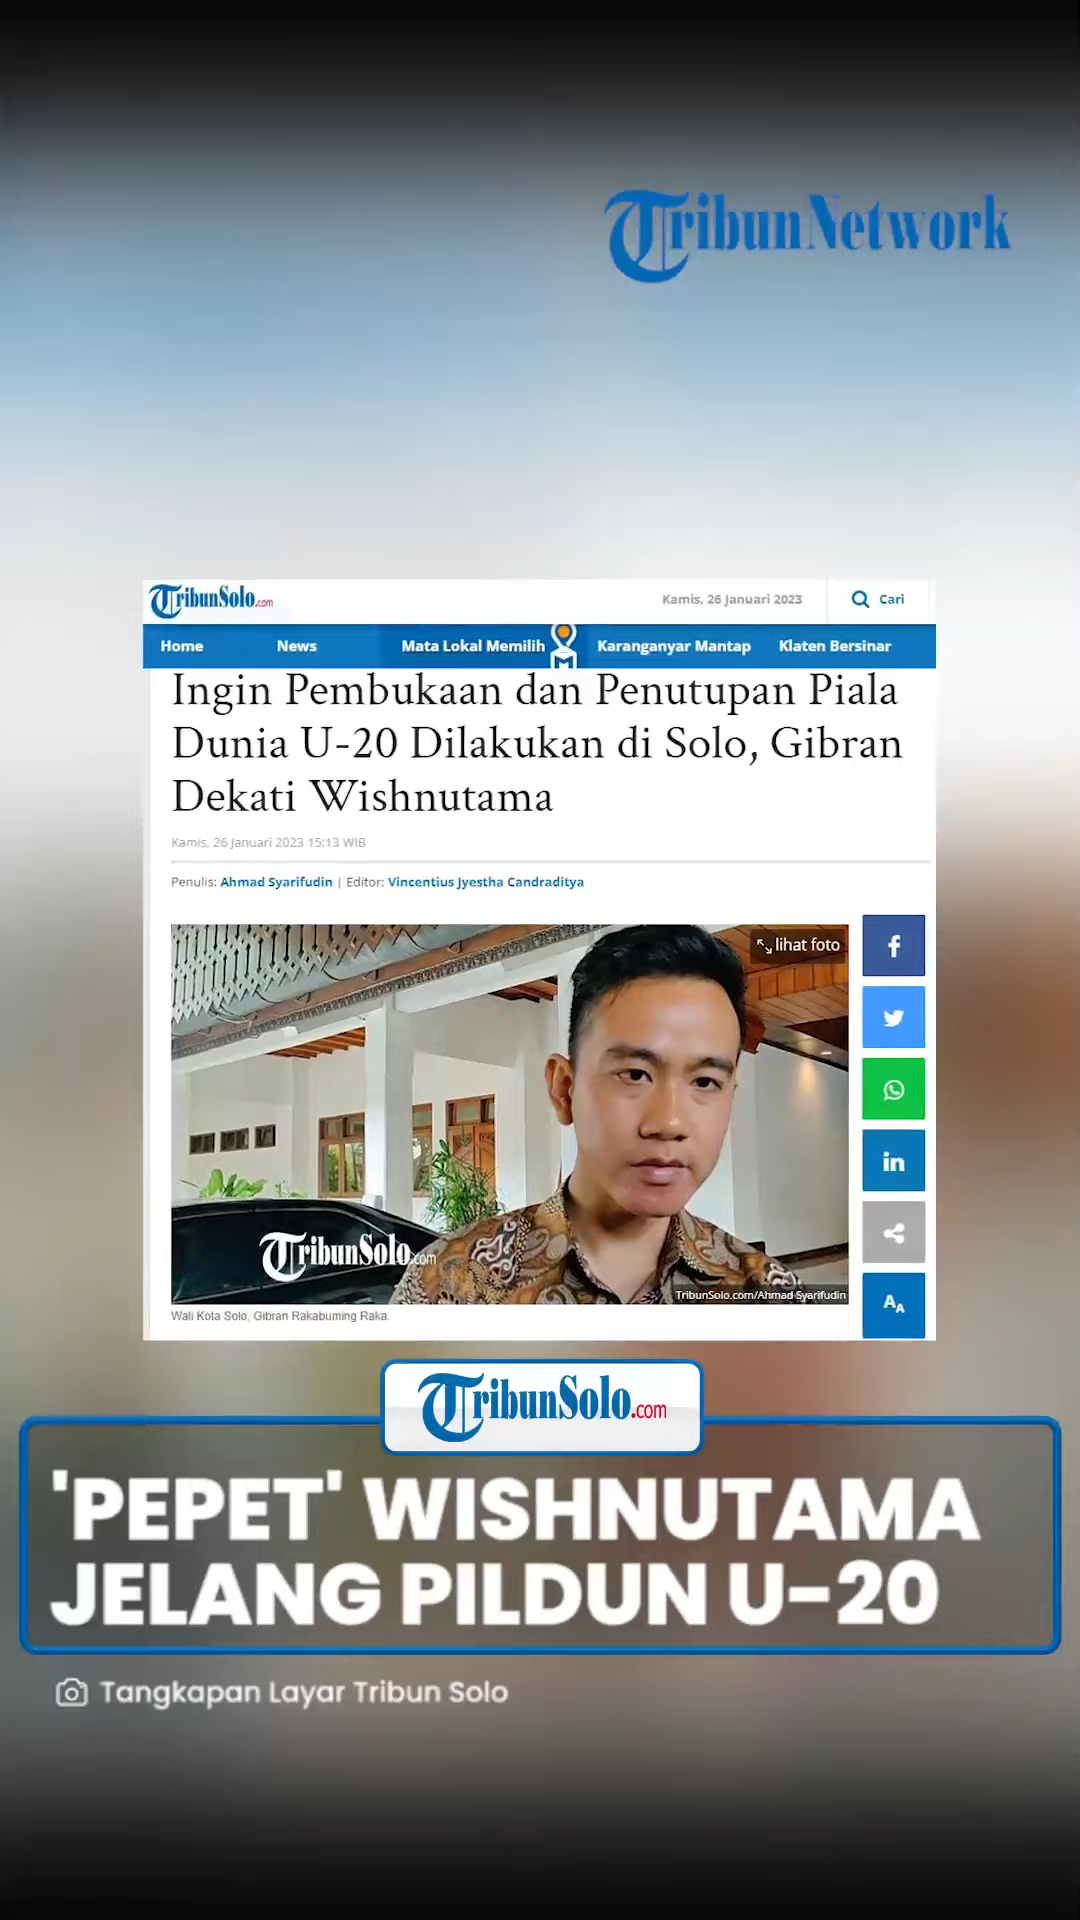 TribunNetwork
TribunSolo.com
Kamis, 26 Januari 2023
Cari
Home
News
Mata Lokal Memilih
Karanganyar Mantap
Klaten Bersinar
Ingin Pembukaan dan Penutupan Piala
Dunia U-20 Dilakukan di Solo, Gibran
Dekati Wishnutama
Kamis, 26 Januari 2023 15:13 WIB
Penulis: Ahmad Syarifudin | Editor: Vincentius Jyestha Candraditya
lihat foto
TribunSolo.com
TribunSolo.com/Ahmad Syarifudin
Wali Kota Solo, Gibran Rakabuming Raka.
f
in
AA
TribunSolo.com
'PEPET' WISHNUTAMA
JELANG PILDUN U-20
Tangkapan Layar Tribun Solo